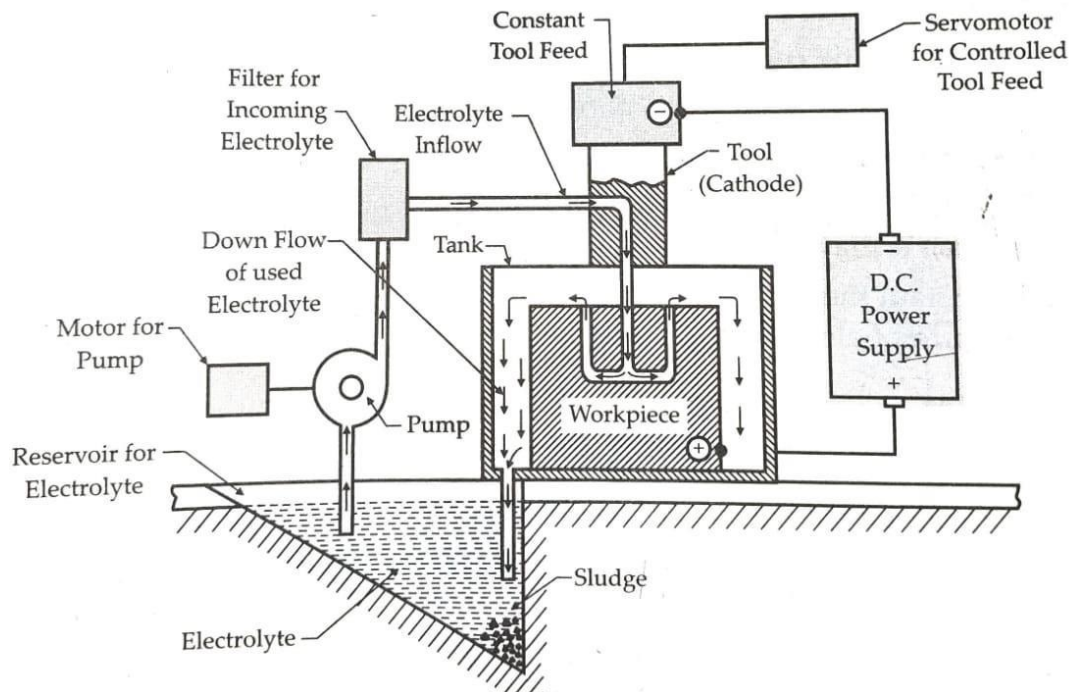 Constant
Tool Feed
Servomotor
for Controlled
Tool Feed
Filter for
Incoming
Electrolyte
Electrolyte
Inflow
−
Tool
(Cathode)
Down Flow
of used
Electrolyte
Tank
−
D.C.
Power
Supply
+
Motor for
Pump
Pump
Workpiece
+
Reservoir for
Electrolyte
Sludge
Electrolyte